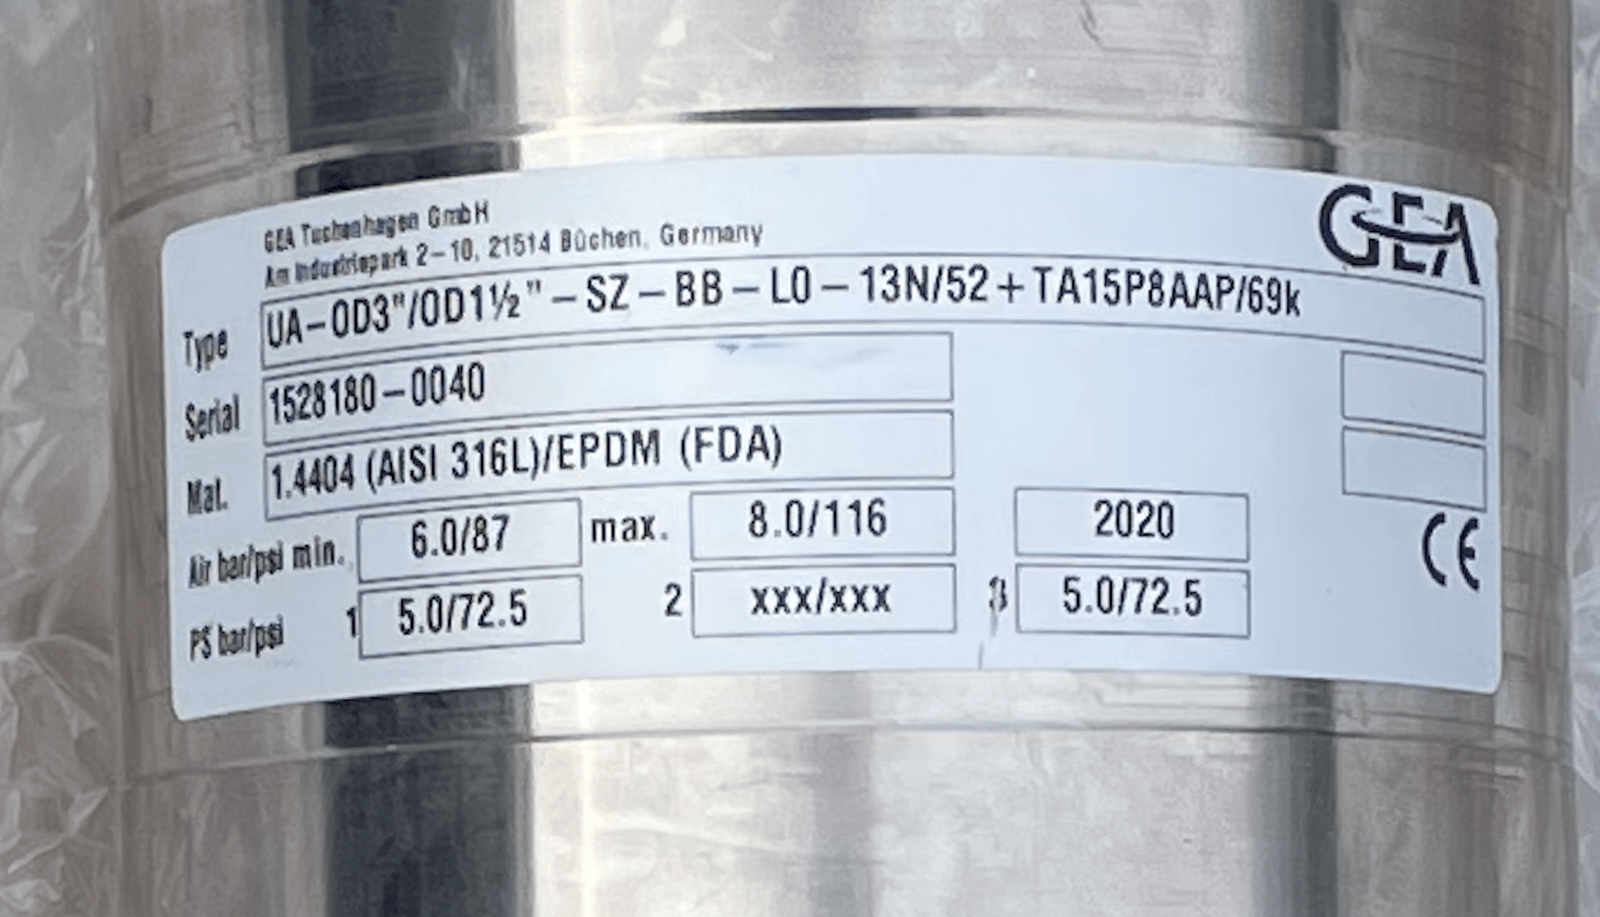 GEA Tuchenhagen GmbH
Am Industriepark 2-10, 21514 Büchen, Germany
GEA
Type UA-OD3"/OD1½"-SZ-BB-L0-13N/52+TA15P8AAP/69k
Serial 1528180-0040
Mat. 1.4404 (AISI 316L)/EPDM (FDA)
Air bar/psi min. 6.0/87 max. 8.0/116 2020 CE
PS bar/psi 1 5.0/72.5 2 xxx/xxx 3 5.0/72.5